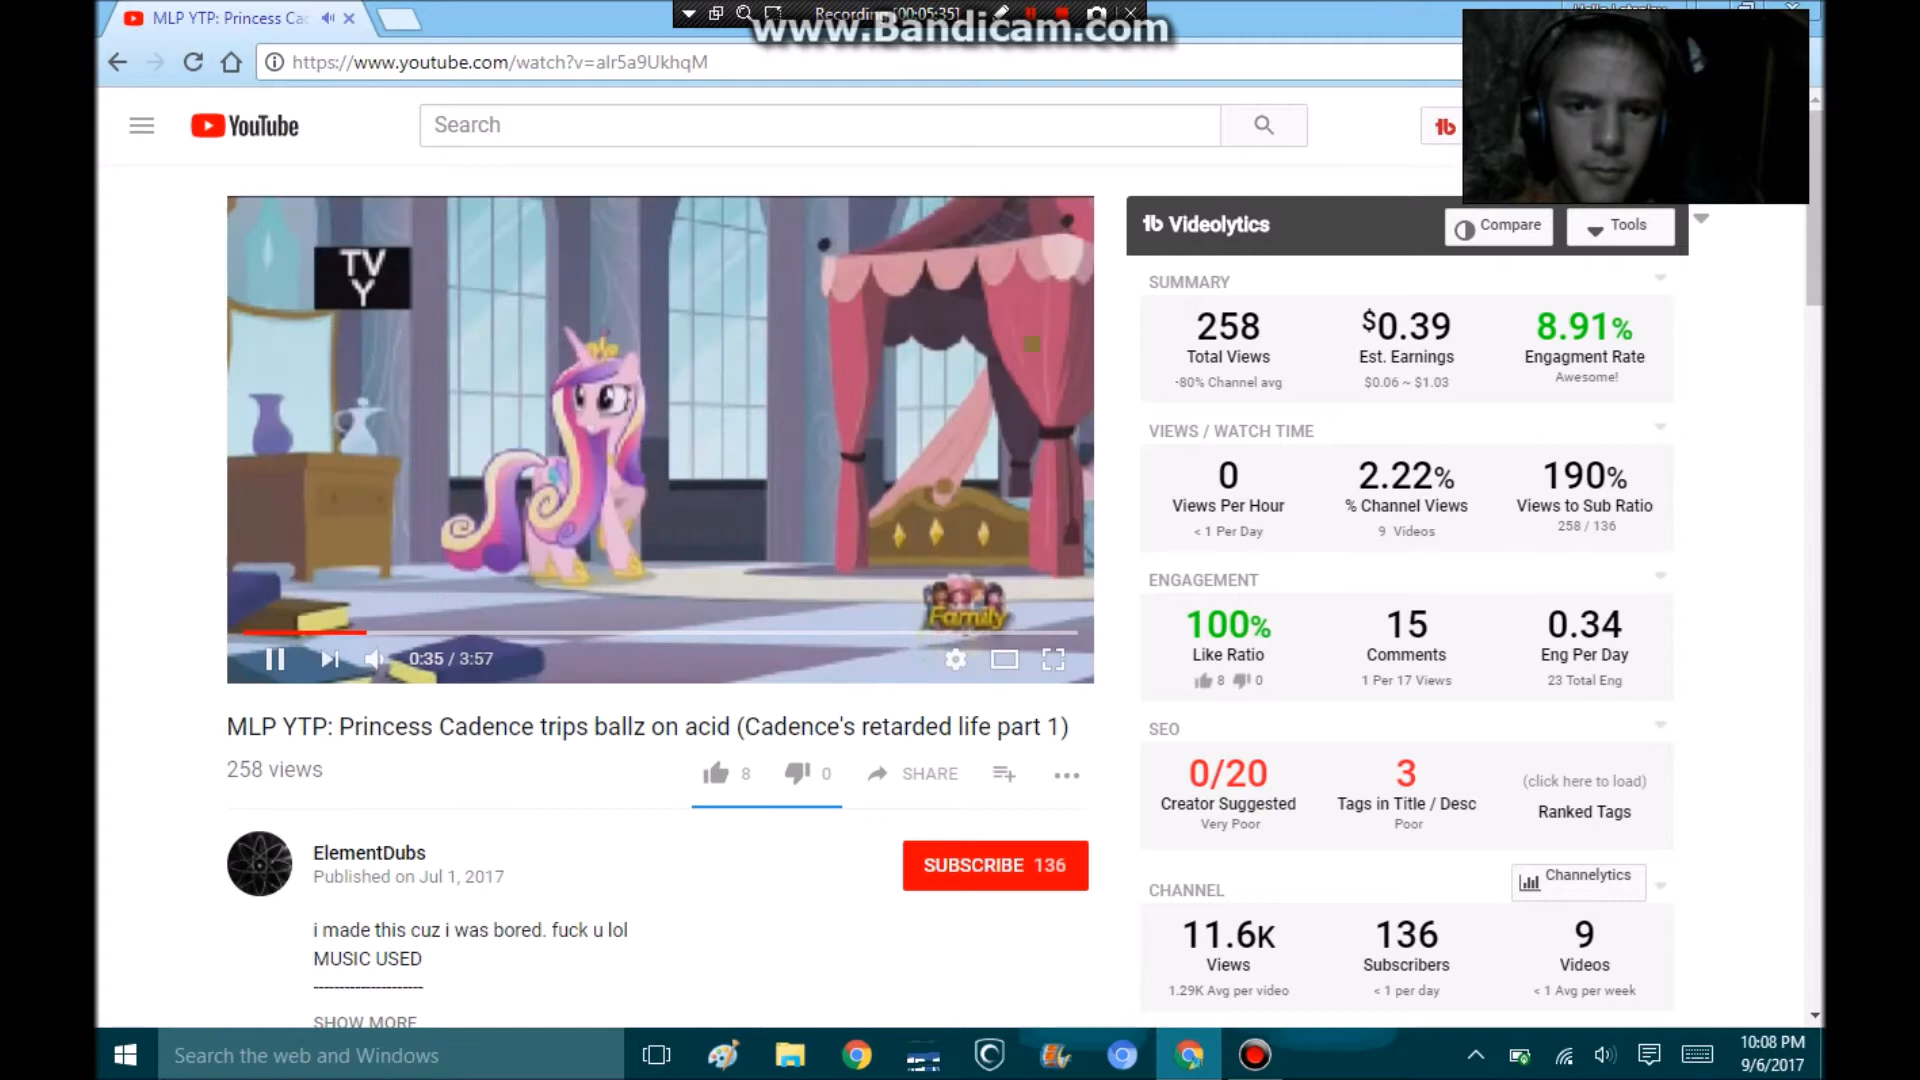 MLP YTP: Princess Cad
Recording [00:05:35]
www.Bandicam.com
https://www.youtube.com/watch?v=alr5a9UkhqM
YouTube
Search
tb
TV
Y
Family
0:35 / 3:57
MLP YTP: Princess Cadence trips ballz on acid (Cadence's retarded life part 1)
258 views
8
0
SHARE
ElementDubs
Published on Jul 1, 2017
SUBSCRIBE 136
i made this cuz i was bored. fuck u lol
MUSIC USED
---------------------
SHOW MORE
tb Videolytics
Compare
Tools
SUMMARY
258 $0.39 8.91%
Total Views Est. Earnings Engagment Rate
-80% Channel avg $0.06 ~ $1.03 Awesome!
VIEWS / WATCH TIME
0 2.22% 190%
Views Per Hour % Channel Views Views to Sub Ratio
< 1 Per Day 9 Videos 258 / 136
ENGAGEMENT
100% 15 0.34
Like Ratio Comments Eng Per Day
8 0 1 Per 17 Views 23 Total Eng
SEO
0/20 3 (click here to load)
Creator Suggested Tags in Title / Desc Ranked Tags
Very Poor Poor
CHANNEL
Channelytics
11.6K 136 9
Views Subscribers Videos
1.29K Avg per video < 1 per day < 1 Avg per week
Search the web and Windows
10:08 PM
9/6/2017